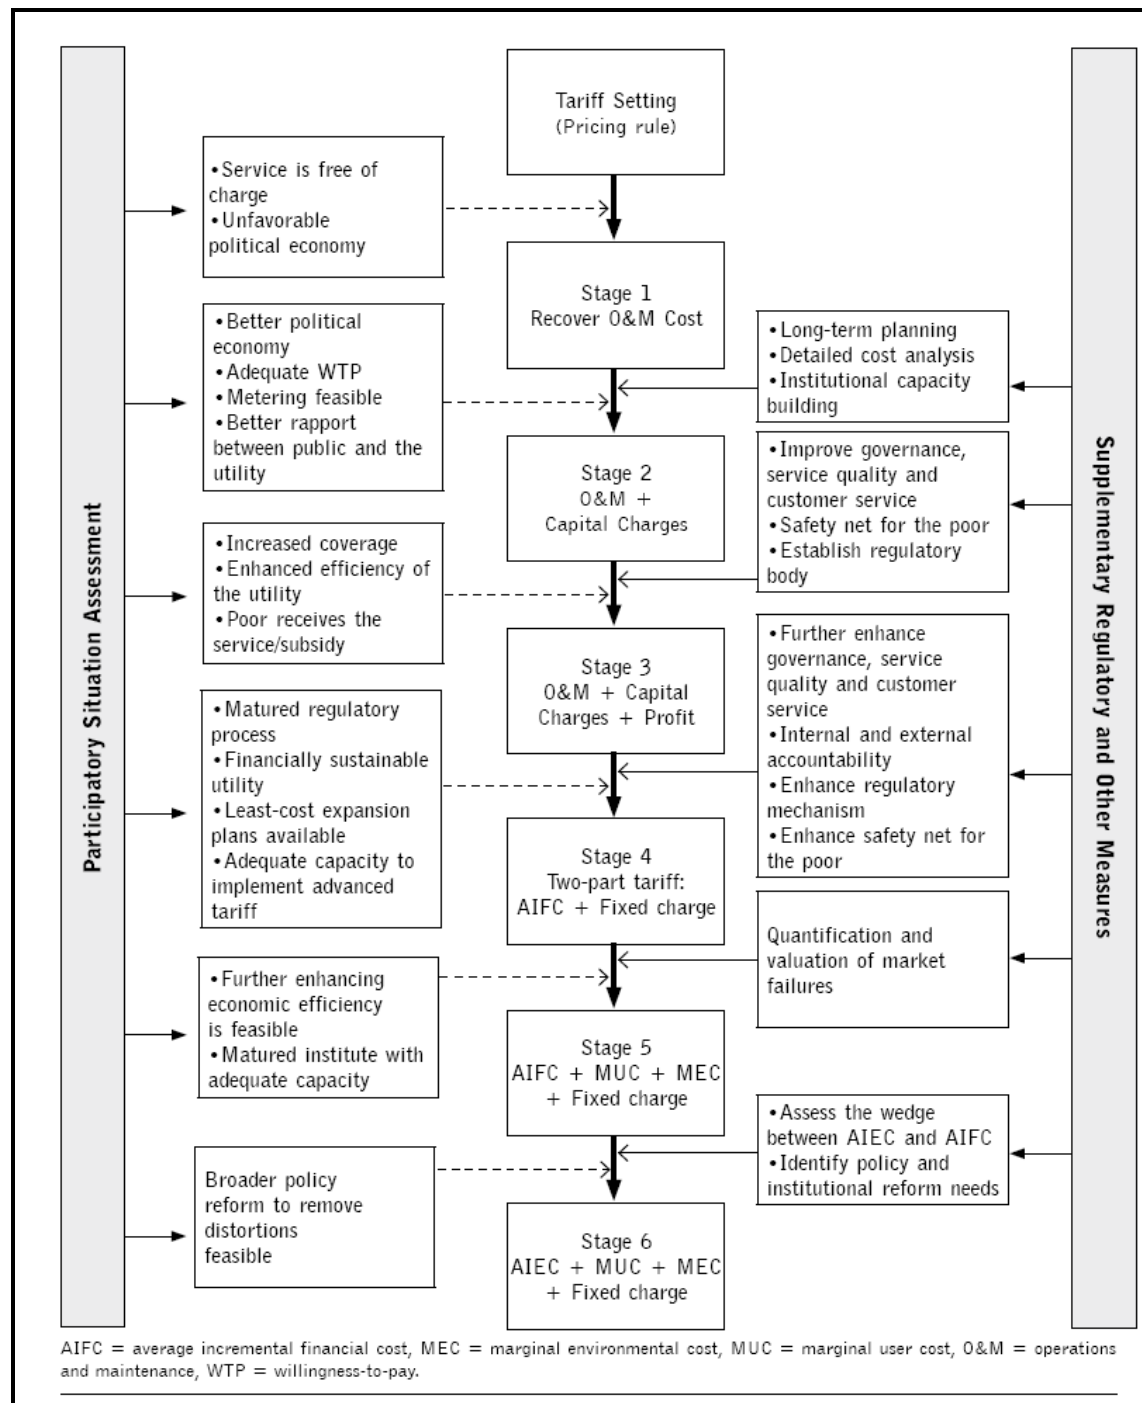 Participatory Situation Assessment
•Service is free of
charge
•Unfavorable
political economy
•Better political
economy
•Adequate WTP
•Metering feasible
•Better rapport
between public and the
utility
•Increased coverage
•Enhanced efficiency of
the utility
•Poor receives the
service/subsidy
•Matured regulatory
process
•Financially sustainable
utility
•Least-cost expansion
plans available
•Adequate capacity to
implement advanced
tariff
•Further enhancing
economic efficiency
is feasible
•Matured institute with
adequate capacity
Broader policy
reform to remove
distortions
feasible
Tariff Setting
(Pricing rule)
Stage 1
Recover O&M Cost
Stage 2
O&M +
Capital Charges
Stage 3
O&M + Capital
Charges + Profit
Stage 4
Two-part tariff:
AIFC + Fixed charge
Stage 5
AIFC + MUC + MEC
+ Fixed charge
Stage 6
AIEC + MUC + MEC
+ Fixed charge
•Long-term planning
•Detailed cost analysis
•Institutional capacity
building
•Improve governance,
service quality and
customer service
•Safety net for the poor
•Establish regulatory
body
•Further enhance
governance, service
quality and customer
service
•Internal and external
accountability
•Enhance regulatory
mechanism
•Enhance safety net for
the poor
Quantification and
valuation of market
failures
•Assess the wedge
between AIEC and AIFC
•Identify policy and
institutional reform needs
Supplementary Regulatory and Other Measures
AIFC = average incremental financial cost, MEC = marginal environmental cost, MUC = marginal user cost, O&M = operations
and maintenance, WTP = willingness-to-pay.